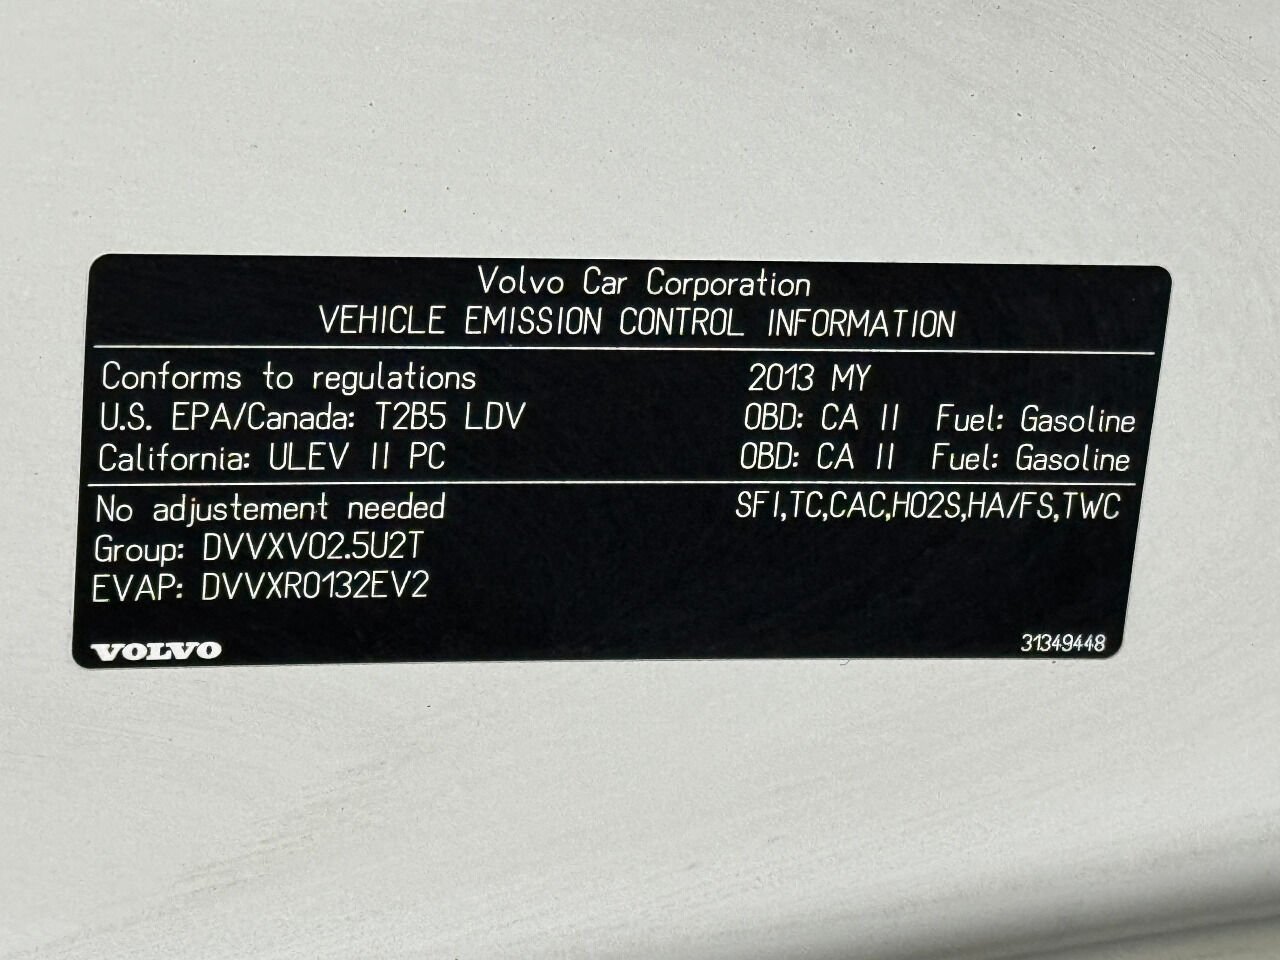 Volvo Car Corporation
VEHICLE EMISSION CONTROL INFORMATION
Conforms to regulations 2013 MY
U.S. EPA/Canada: T2B5 LDV OBD: CA II Fuel: Gasoline
California: ULEV II PC OBD: CA II Fuel: Gasoline
No adjustement needed SFI,TC,CAC,HO2S,HA/FS,TWC
Group: DVVXV02.5U2T
EVAP: DVVXR0132EV2
VOLVO 31349448